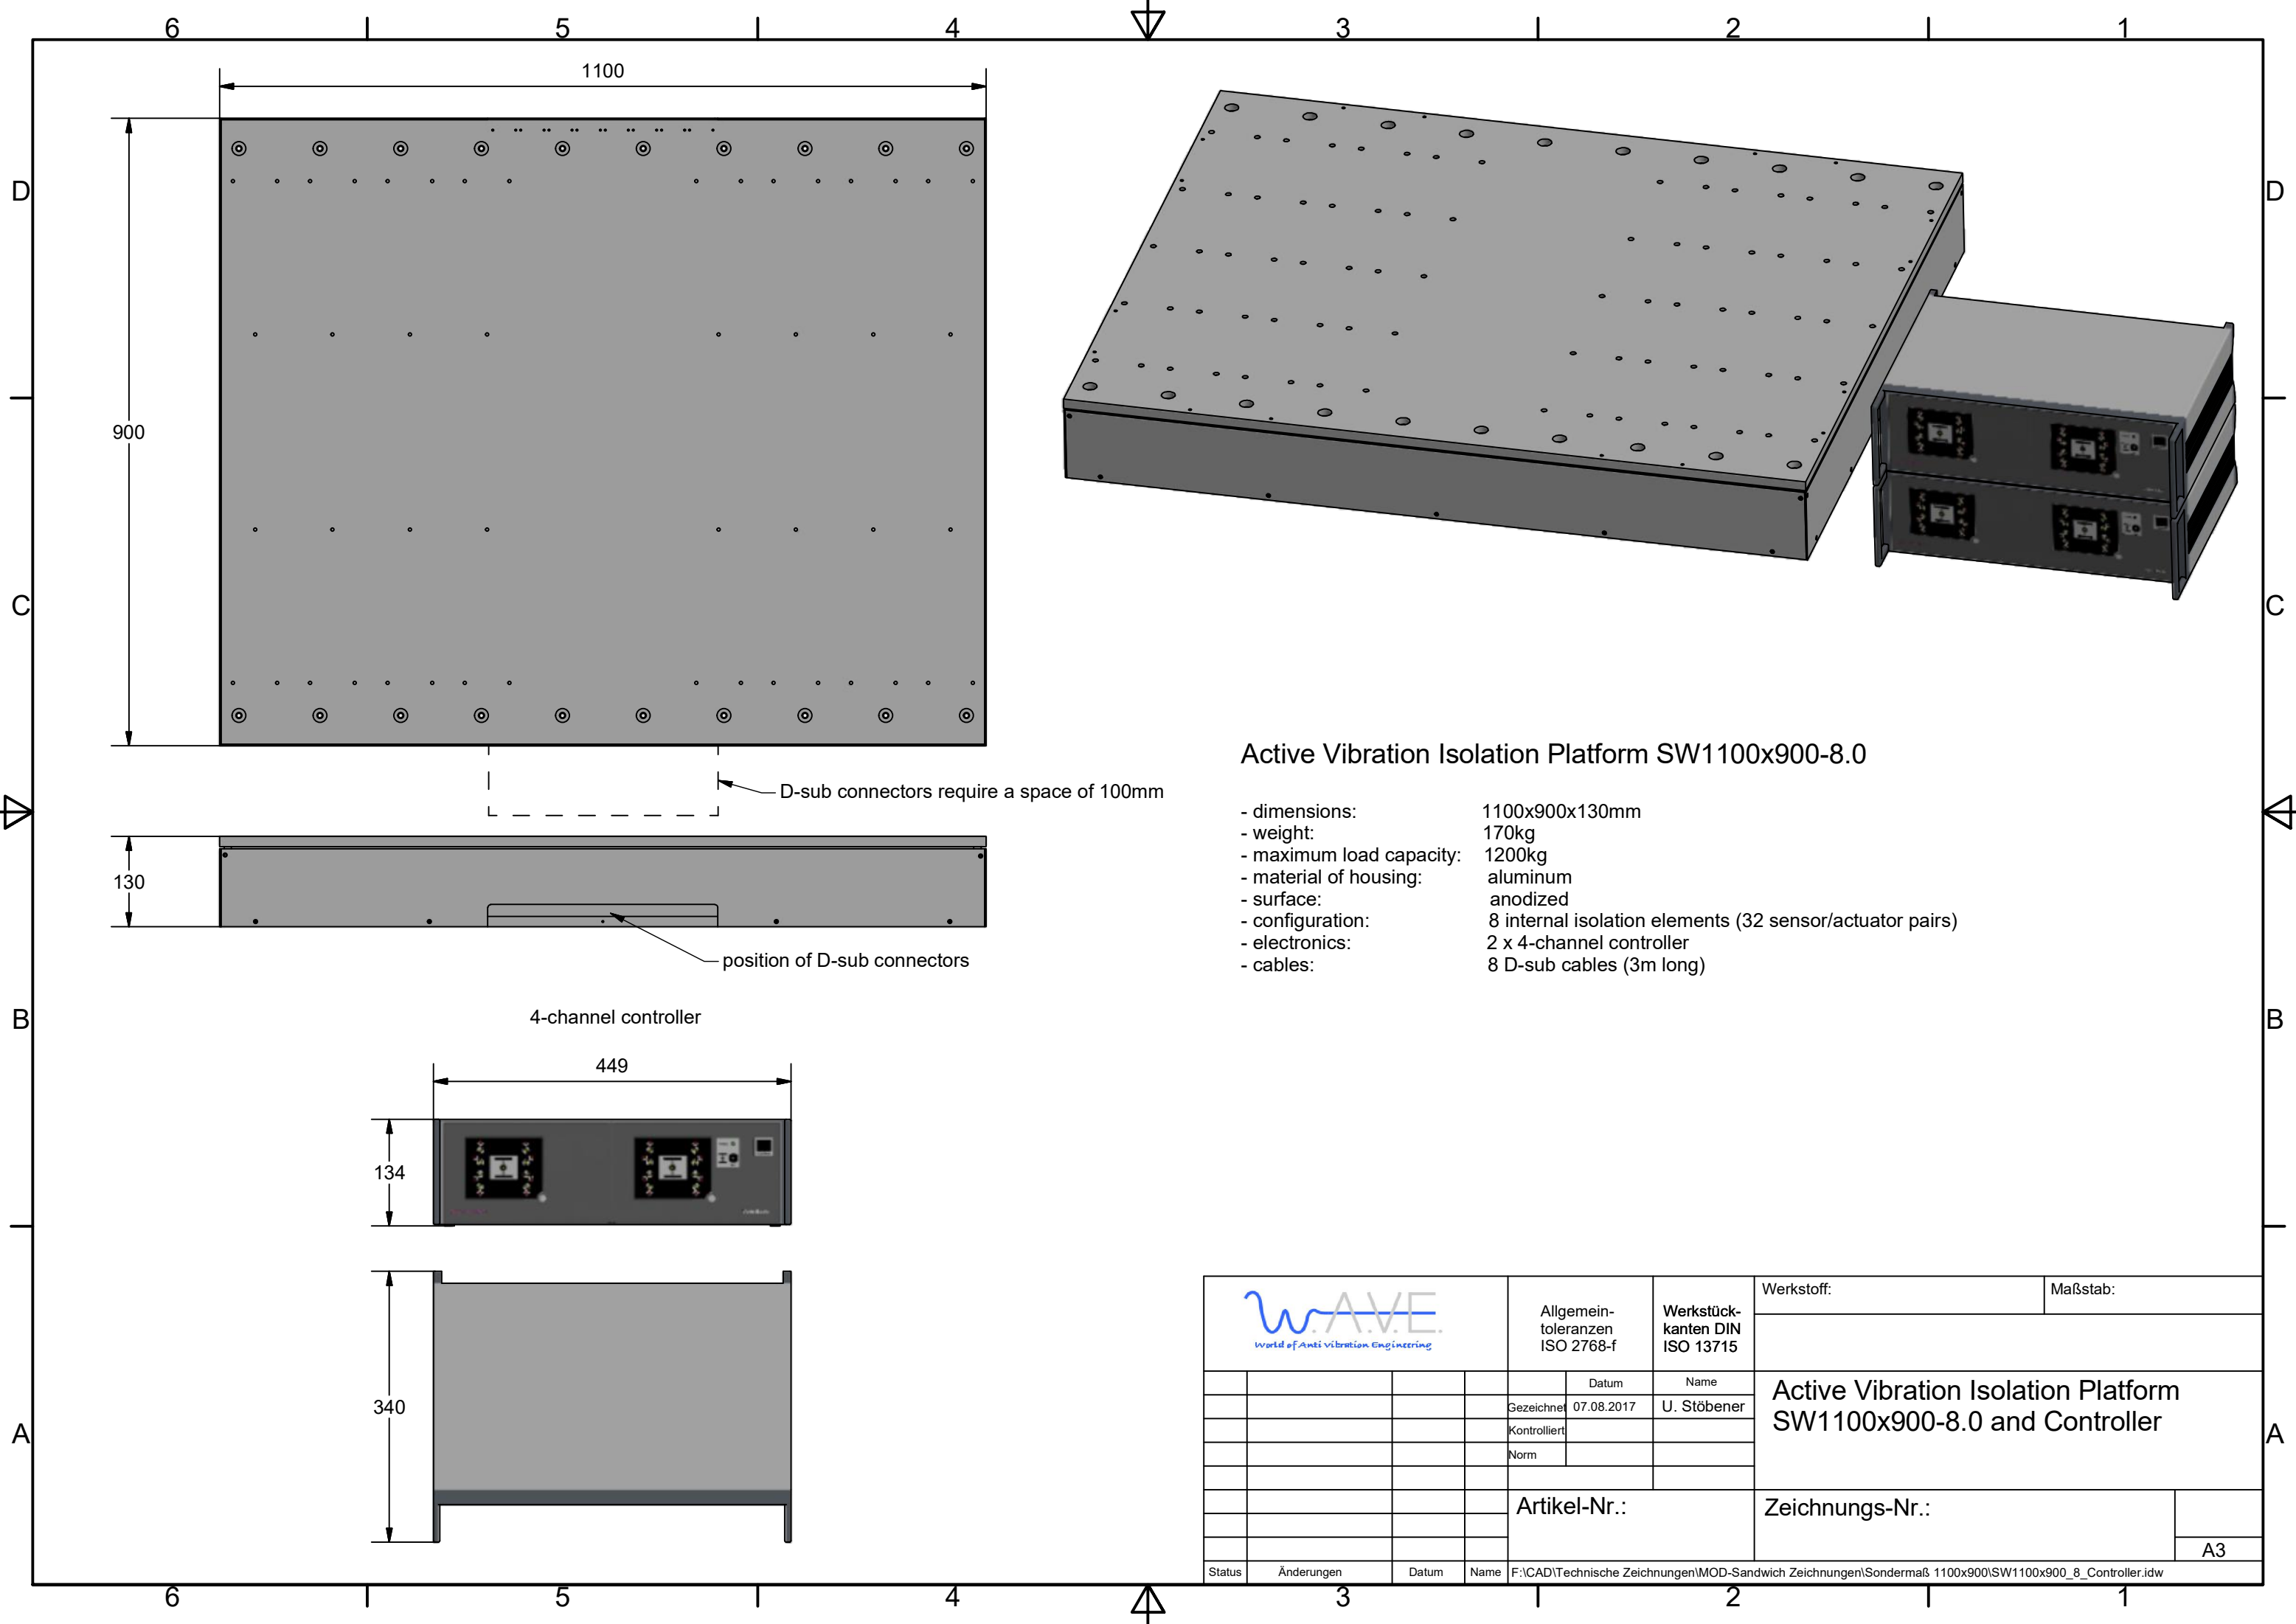 6 5 4 3 2 1
1100
D D
900
C C
D-sub connectors require a space of 100mm
130
position of D-sub connectors
Active Vibration Isolation Platform SW1100x900-8.0
- dimensions: 1100x900x130mm
- weight: 170kg
- maximum load capacity: 1200kg
- material of housing: aluminum
- surface: anodized
- configuration: 8 internal isolation elements (32 sensor/actuator pairs)
- electronics: 2 x 4-channel controller
- cables: 8 D-sub cables (3m long)
B B
4-channel controller
449
134
340
A A
W.A.V.E.
World of Anti Vibration Engineering
Allgemein-
toleranzen
ISO 2768-f
Werkstück-
kanten DIN
ISO 13715
Werkstoff:
Maßstab:
Datum Name
Gezeichnet 07.08.2017 U. Stöbener
Kontrolliert
Norm
Active Vibration Isolation Platform
SW1100x900-8.0 and Controller
Artikel-Nr.:
Zeichnungs-Nr.:
A3
Status Änderungen Datum Name F:\CAD\Technische Zeichnungen\MOD-Sandwich Zeichnungen\Sondermaß 1100x900\SW1100x900_8_Controller.idw
6 5 4 3 2 1